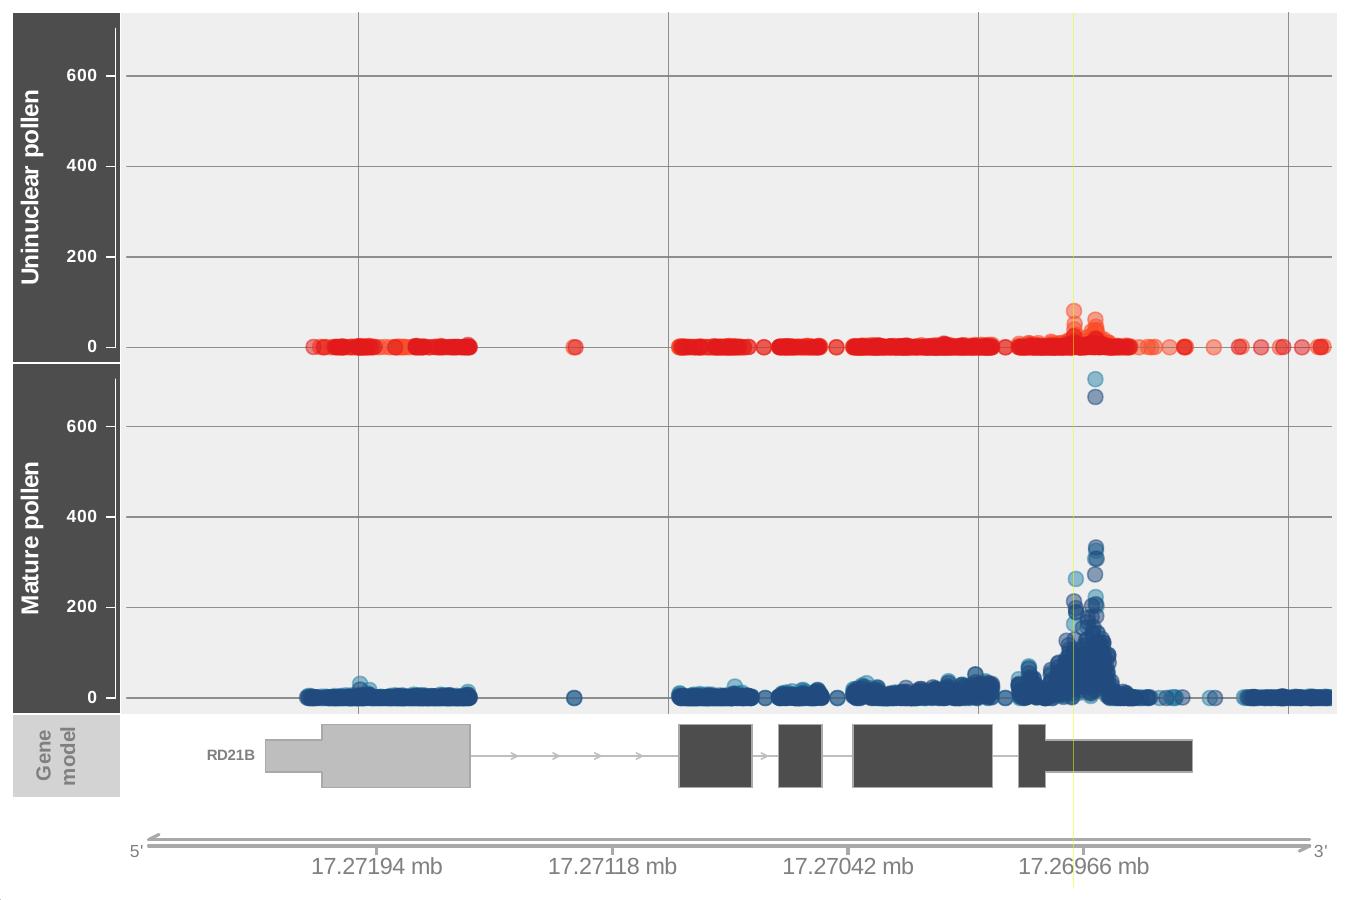 Uninuclear pollen
600
400
200
0
Mature pollen
600
400
200
0
Gene
model
RD21B
5'
3'
17.27194 mb
17.27118 mb
17.27042 mb
17.26966 mb